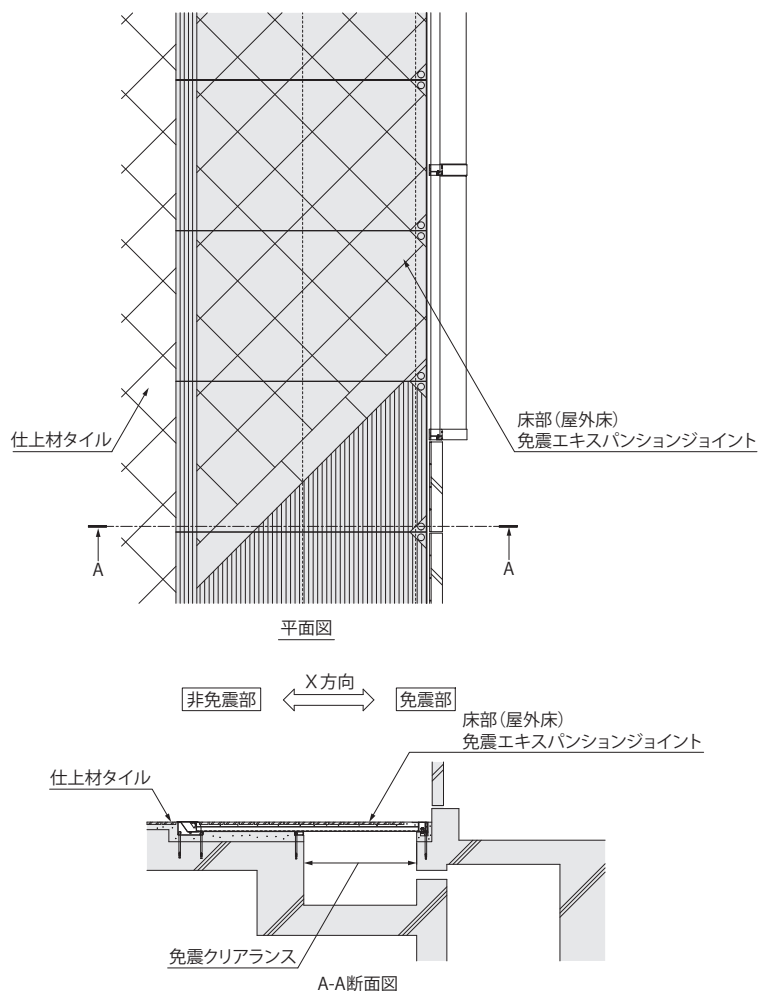 仕上材タイル
床部（屋外床）
免震エキスパンションジョイント
A
A
平面図
非免震部
X方向
免震部
床部（屋外床）
免震エキスパンションジョイント
仕上材タイル
免震クリアランス
A-A断面図